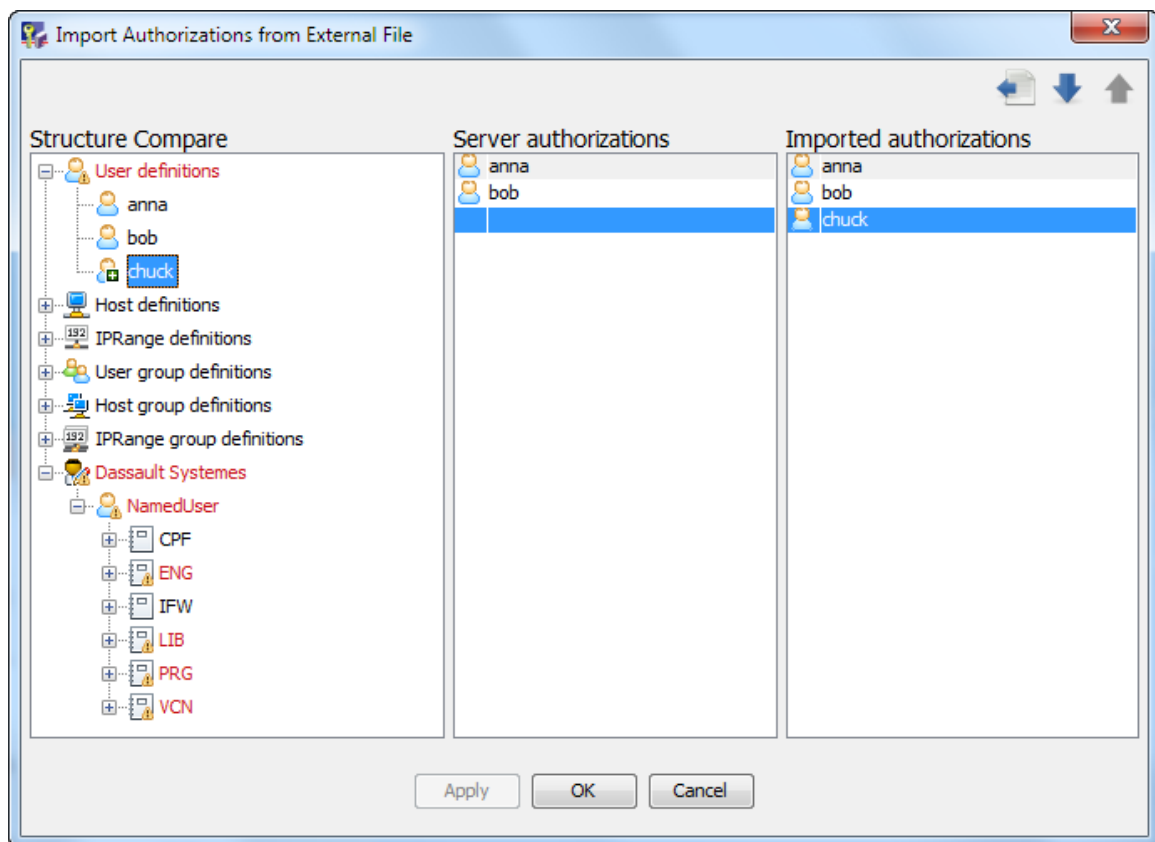 Import Authorizations from External File
Structure Compare
User definitions
anna
bob
chuck
Host definitions
192
IPRange definitions
User group definitions
Host group definitions
192
IPRange group definitions
Dassault Systemes
NamedUser
CPF
ENG
IFW
LIB
PRG
VCN
Server authorizations
anna
bob
Imported authorizations
anna
bob
chuck
Apply
OK
Cancel